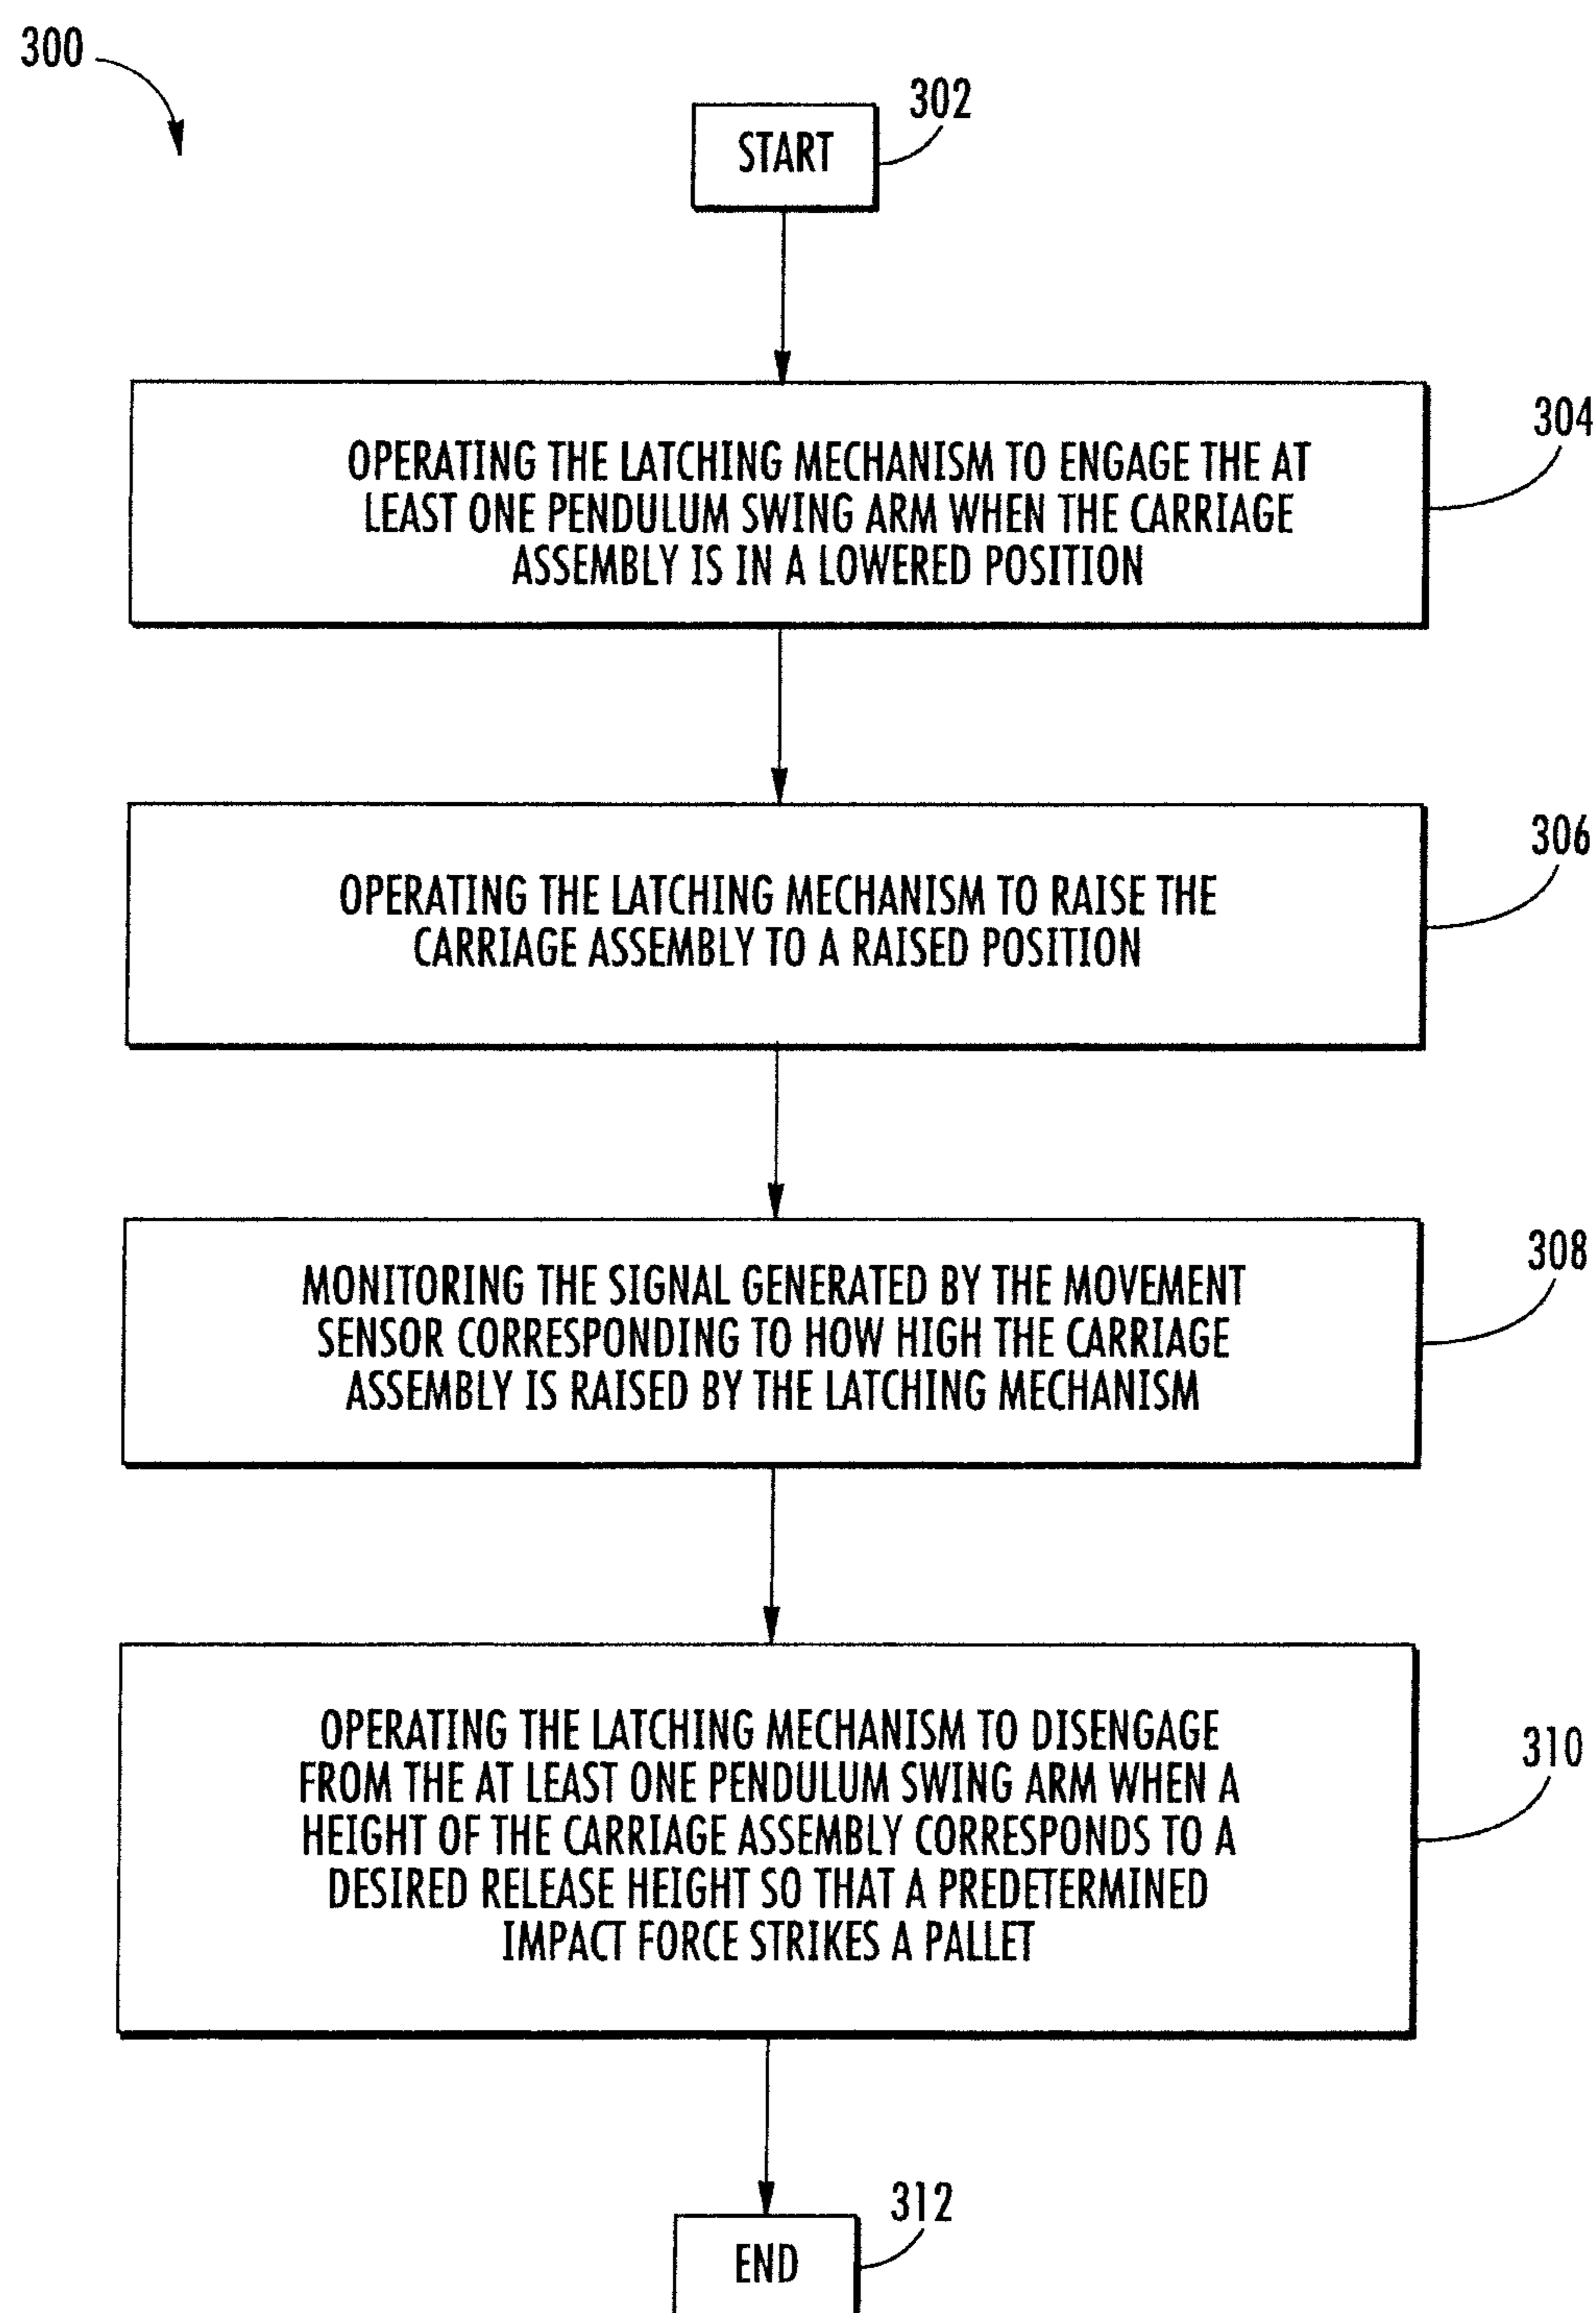 300
302
START
304
OPERATING THE LATCHING MECHANISM TO ENGAGE THE AT
LEAST ONE PENDULUM SWING ARM WHEN THE CARRIAGE
ASSEMBLY IS IN A LOWERED POSITION
306
OPERATING THE LATCHING MECHANISM TO RAISE THE
CARRIAGE ASSEMBLY TO A RAISED POSITION
308
MONITORING THE SIGNAL GENERATED BY THE MOVEMENT
SENSOR CORRESPONDING TO HOW HIGH THE CARRIAGE
ASSEMBLY IS RAISED BY THE LATCHING MECHANISM
310
OPERATING THE LATCHING MECHANISM TO DISENGAGE
FROM THE AT LEAST ONE PENDULUM SWING ARM WHEN A
HEIGHT OF THE CARRIAGE ASSEMBLY CORRESPONDS TO A
DESIRED RELEASE HEIGHT SO THAT A PREDETERMINED
IMPACT FORCE STRIKES A PALLET
312
END